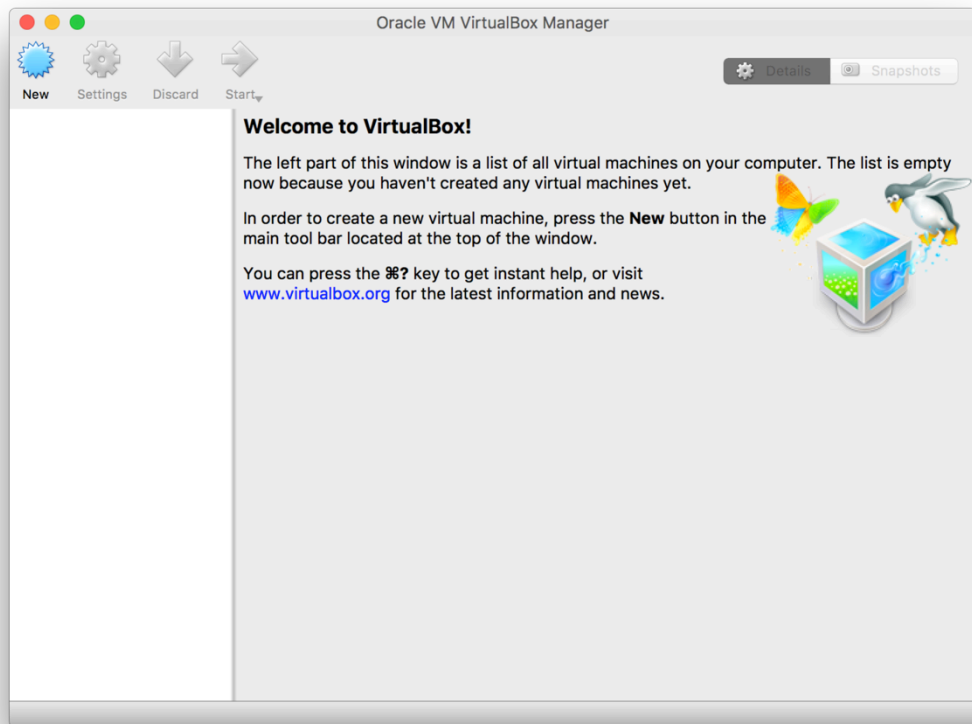 Oracle VM VirtualBox Manager
New Settings Discard Start
Details Snapshots
Welcome to VirtualBox!
The left part of this window is a list of all virtual machines on your computer. The list is empty
now because you haven't created any virtual machines yet.
In order to create a new virtual machine, press the New button in the
main tool bar located at the top of the window.
You can press the ⌘? key to get instant help, or visit
www.virtualbox.org for the latest information and news.